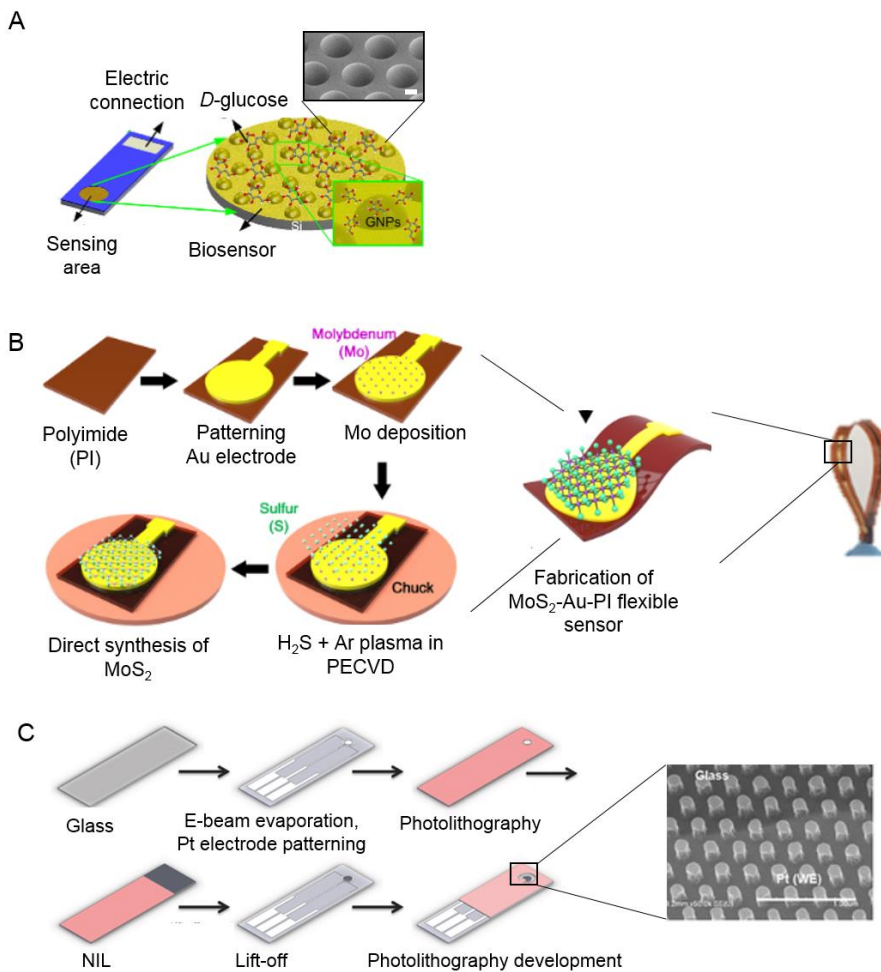 A
Electric
connection
D-glucose
GNPs
Si
Sensing
area
Biosensor
B
Molybdenum
(Mo)
Polyimide
(PI)
Patterning
Au electrode
Mo deposition
Sulfur
(S)
Chuck
Direct synthesis of
MoS2
H2S + Ar plasma in
PECVD
Fabrication of
MoS2-Au-PI flexible
sensor
C
Glass
E-beam evaporation,
Pt electrode patterning
Photolithography
NIL
Lift-off
Photolithography development
Glass
Pt (WE)